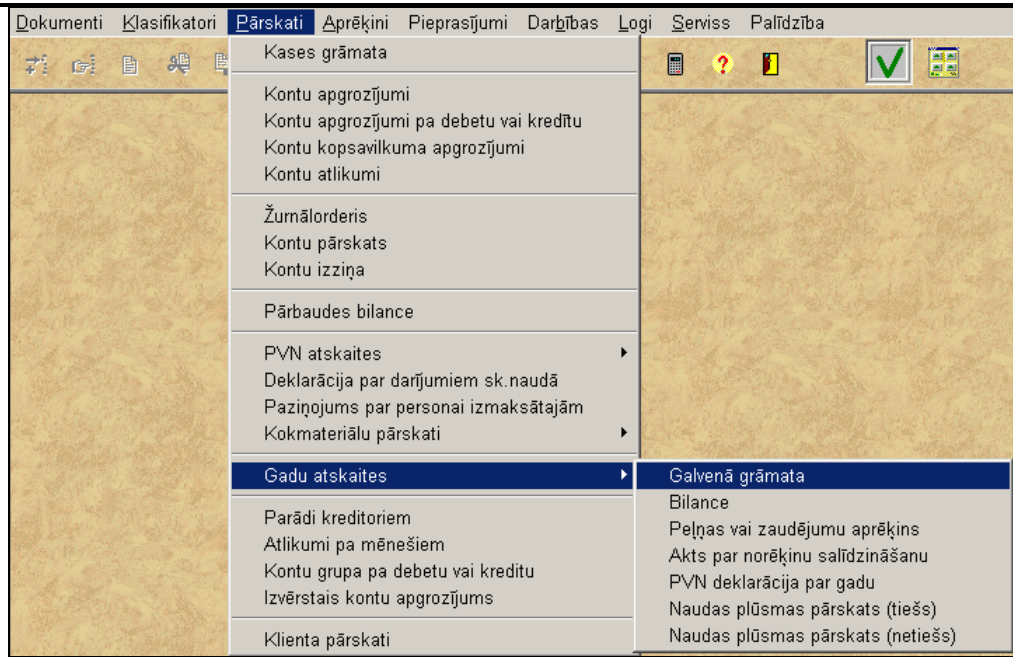 Dokumenti Klasifikatori Pārskati Aprēķini Pieprasījumi Darbības Logi Serviss Palīdzība
Kases grāmata
Kontu apgrozījumi
Kontu apgrozījumi pa debetu vai kredītu
Kontu kopsavilkuma apgrozījumi
Kontu atlikumi
Žurnālorderis
Kontu pārskats
Kontu izziņa
Pārbaudes bilance
PVN atskaites
Deklarācija par darījumiem sk.naudā
Paziņojums par personai izmaksātajām
Kokmateriālu pārskati
Gadu atskaites
Parādi kreditoriem
Atlikumi pa mēnešiem
Kontu grupa pa debetu vai kreditu
Izvērstais kontu apgrozījums
Klienta pārskati
Galvenā grāmata
Bilance
Peļņas vai zaudējumu aprēķins
Akts par norēķinu salīdzināšanu
PVN deklarācija par gadu
Naudas plūsmas pārskats (tiešs)
Naudas plūsmas pārskats (netiešs)